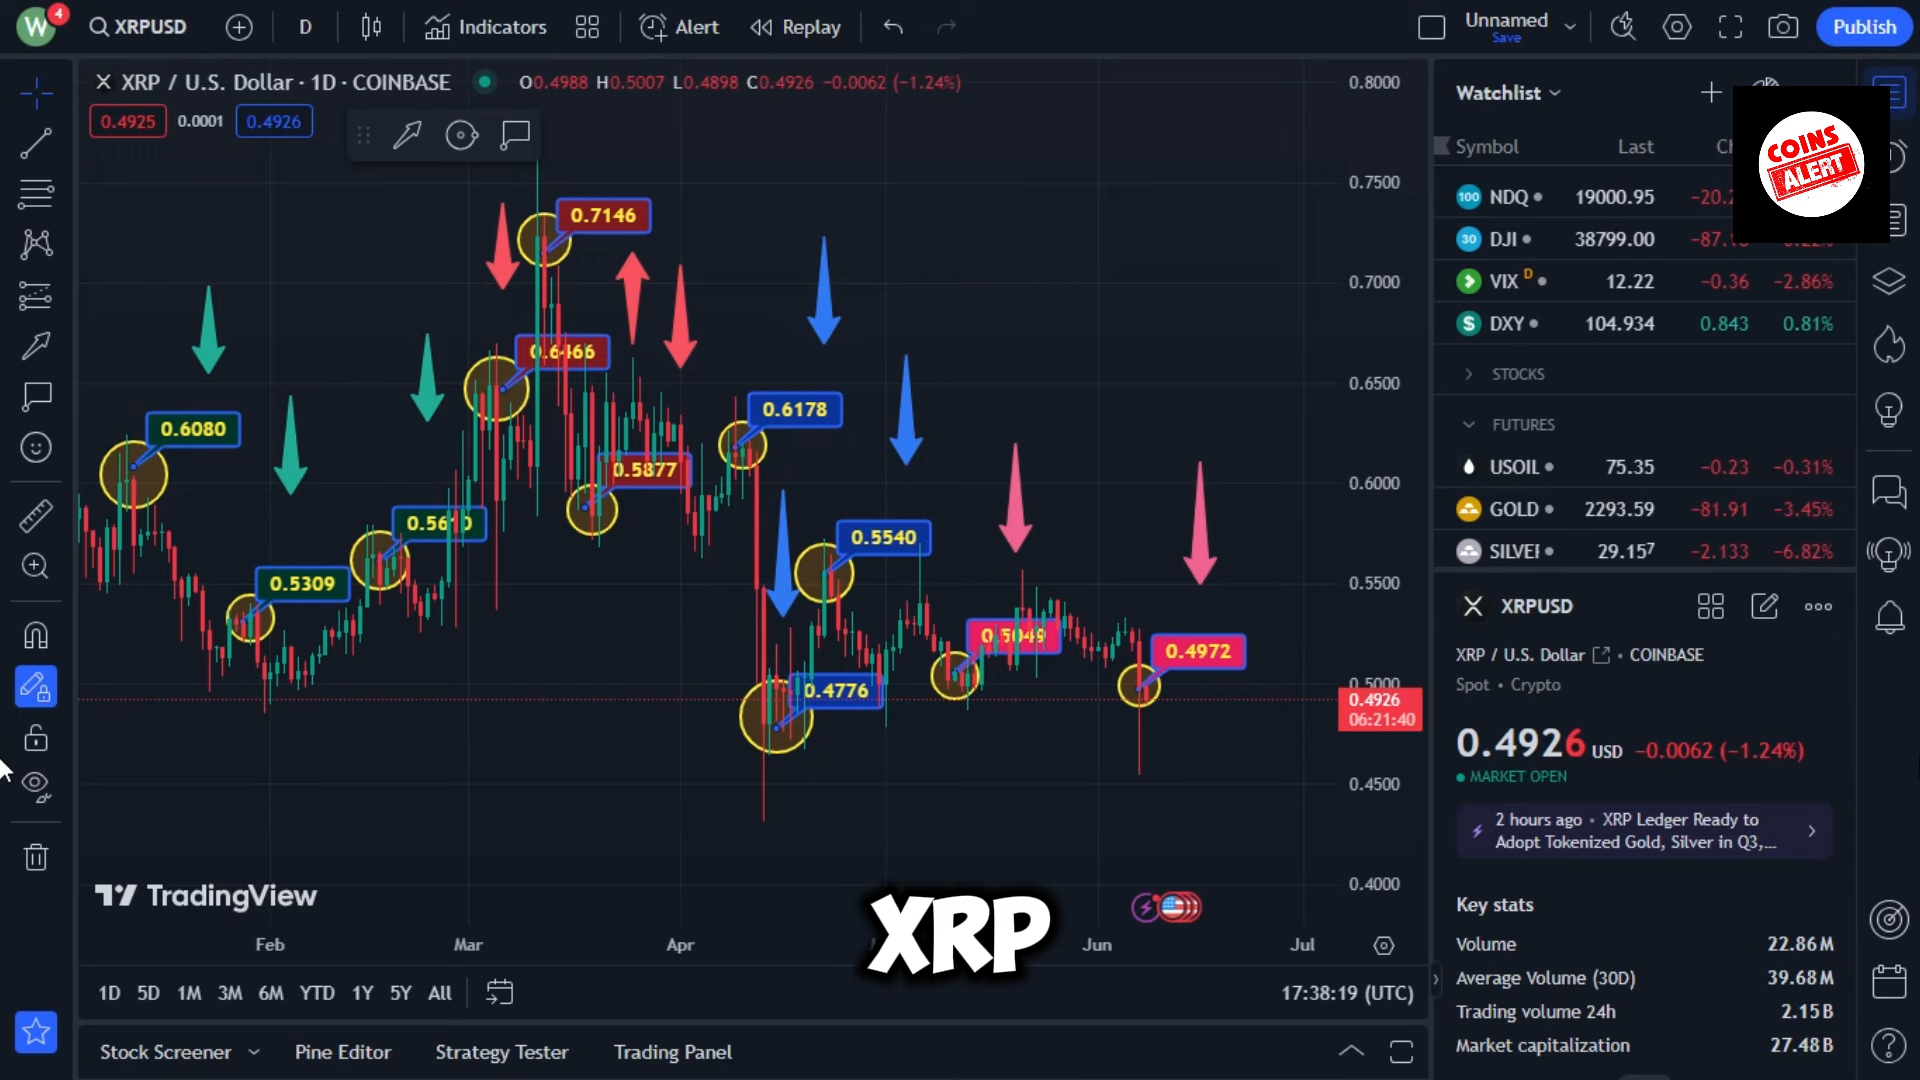 W 4 XRPUSD D Indicators Alert Replay Unnamed Save Publish
X XRP / U.S. Dollar · 1D · COINBASE O0.4988 H0.5007 L0.4898 C0.4926 −0.0062 (−1.24%)
0.4925 0.0001 0.4926
0.8000
0.7500
0.7000
0.6500
0.6000
0.5500
0.5000
0.4926
06:21:40
0.4500
0.4000
0.7146
0.6466
0.6178
0.6080
0.5877
0.5540
0.5309
0.5049
0.4972
0.4776
TradingView
XRP
Feb Mar Apr Jun Jul
1D 5D 1M 3M 6M YTD 1Y 5Y All 17:38:19 (UTC)
Stock Screener Pine Editor Strategy Tester Trading Panel
Watchlist
COINS
ALERT
Symbol Last
100 NDQ 19000.95
30 DJI 38799.00
VIX D 12.22 −0.36 −2.86%
$ DXY 104.934 0.843 0.81%
STOCKS
FUTURES
USOIL 75.35 −0.23 −0.31%
GOLD 2293.59 −81.91 −3.45%
SILVER 29.157 −2.133 −6.82%
XRPUSD
XRP / U.S. Dollar • COINBASE
Spot • Crypto
0.4926 USD −0.0062 (−1.24%)
MARKET OPEN
2 hours ago • XRP Ledger Ready to
Adopt Tokenized Gold, Silver in Q3,...
Key stats
Volume 22.86M
Average Volume (30D) 39.68M
Trading volume 24h 2.15B
Market capitalization 27.48B